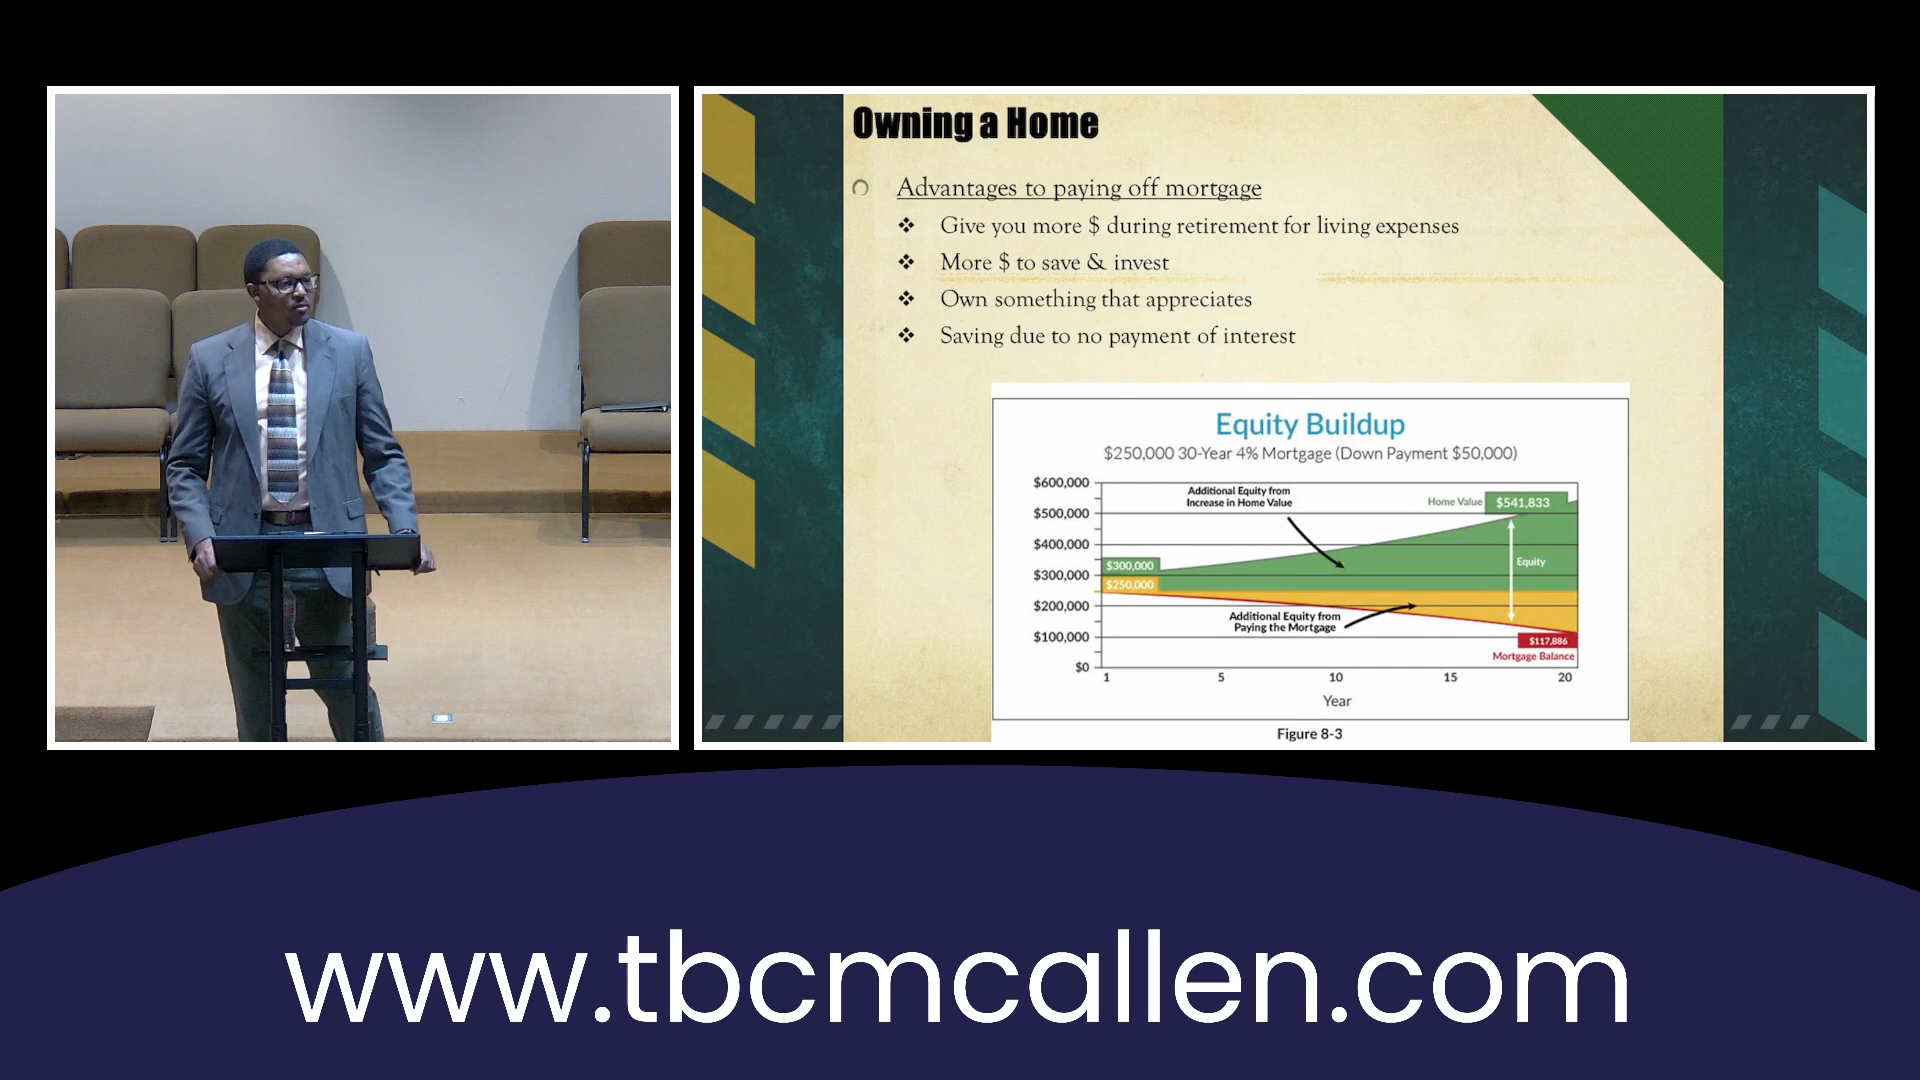 Owning a Home
Advantages to paying off mortgage
❖ Give you more $ during retirement for living expenses
❖ More $ to save & invest
❖ Own something that appreciates
❖ Saving due to no payment of interest
Equity Buildup
$250,000 30-Year 4% Mortgage (Down Payment $50,000)
$600,000
$500,000
$400,000
$300,000
$200,000
$100,000
$0
Additional Equity from
Increase in Home Value
Home Value $541,833
$300,000
$250,000
Equity
Additional Equity from
Paying the Mortgage
$117,886
Mortgage Balance
1 5 10 15 20
Year
Figure 8-3
www.tbcmcallen.com